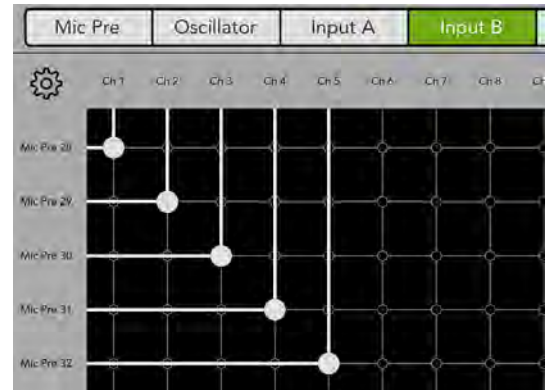 Mic Pre Oscillator Input A Input B
Ch 1 Ch 2 Ch 3 Ch 4 Ch 5 Ch 6 Ch 7 Ch 8
Mic Pre 28
Mic Pre 29
Mic Pre 30
Mic Pre 31
Mic Pre 32